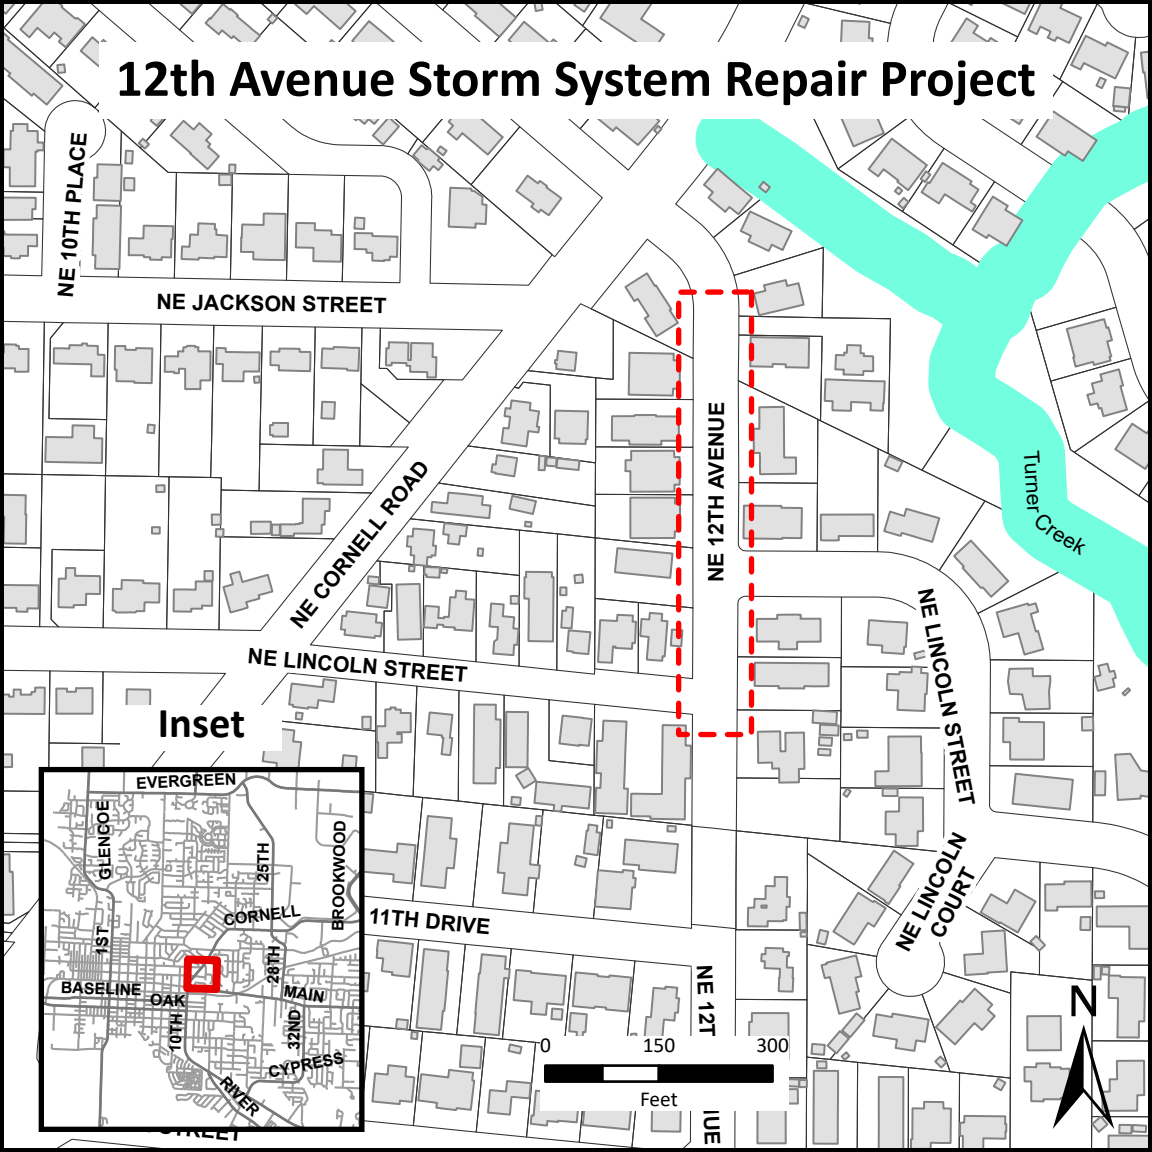 12th Avenue Storm System Repair Project
NE 10TH PLACE
NE JACKSON STREET
NE CORNELL ROAD
NE 12TH AVENUE
Turner Creek
NE LINCOLN STREET
NE LINCOLN STREET
NE LINCOLN
COURT
11TH DRIVE
NE 12T
UE
Inset
EVERGREEN
GLENCOE
25TH
BROOKWOOD
CORNELL
1ST
28TH
BASELINE
OAK
MAIN
10TH
32ND
CYPRESS
RIVER
STREET
0 150 300
Feet
N